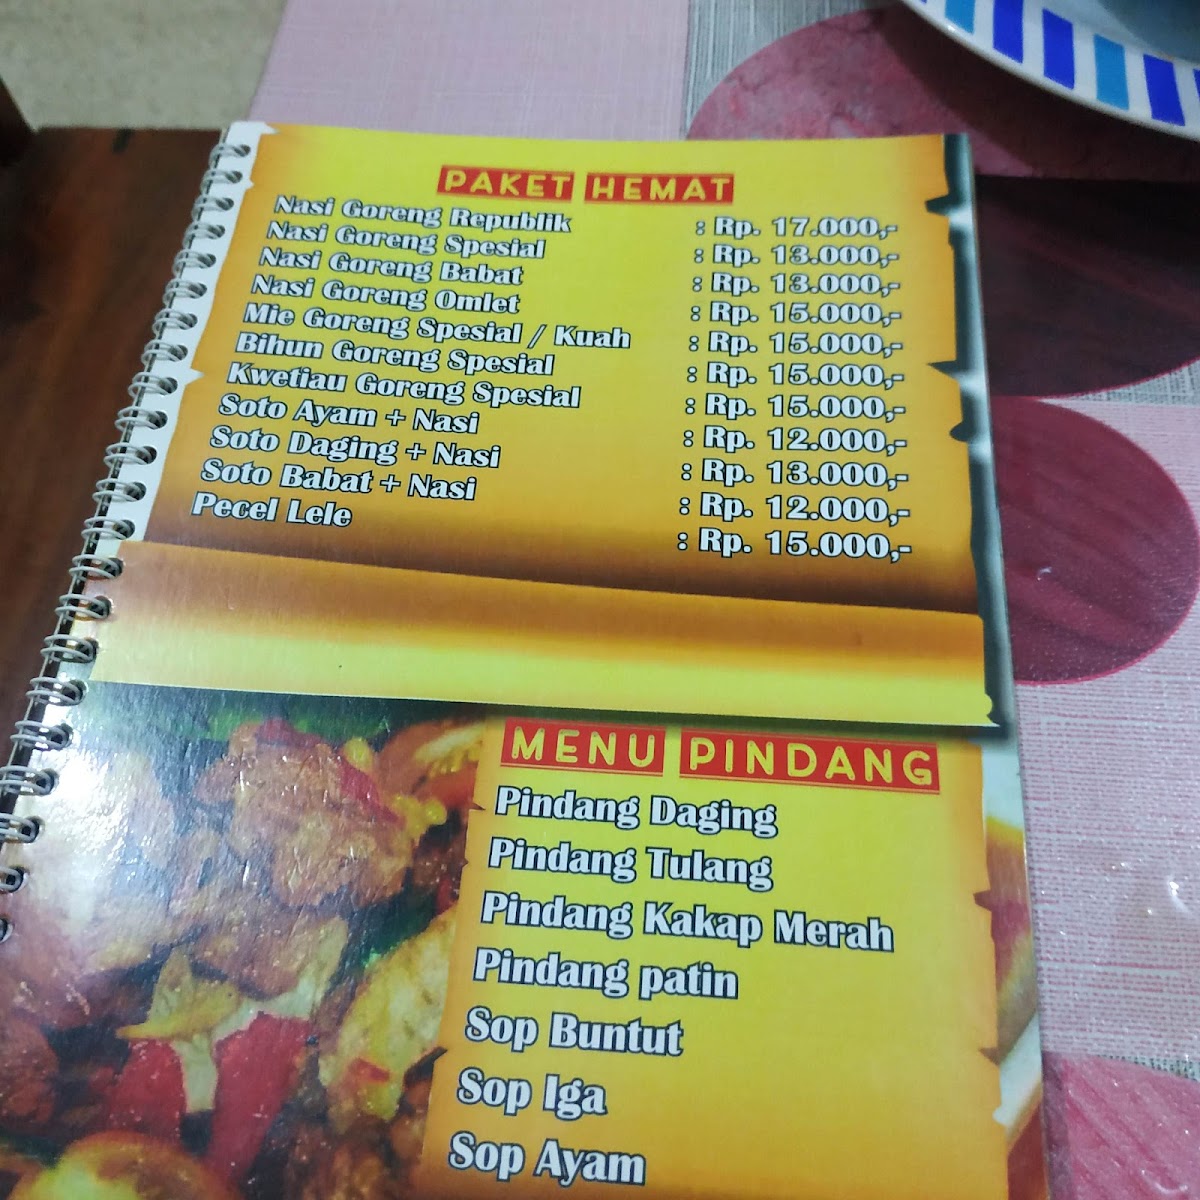 PAKET HEMAT
Nasi Goreng Republik : Rp. 17.000,-
Nasi Goreng Spesial : Rp. 13.000,-
Nasi Goreng Babat : Rp. 13.000,-
Nasi Goreng Omlet : Rp. 15.000,-
Mie Goreng Spesial / Kuah : Rp. 15.000,-
Bihun Goreng Spesial : Rp. 15.000,-
Kwetiau Goreng Spesial : Rp. 15.000,-
Soto Ayam + Nasi : Rp. 12.000,-
Soto Daging + Nasi : Rp. 13.000,-
Soto Babat + Nasi : Rp. 12.000,-
Pecel Lele : Rp. 15.000,-
MENU PINDANG
Pindang Daging
Pindang Tulang
Pindang Kakap Merah
Pindang patin
Sop Buntut
Sop Iga
Sop Ayam